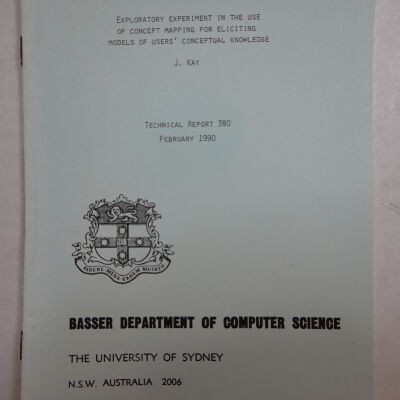 EXPLORATORY EXPERIMENT IN THE USE
OF CONCEPT MAPPING FOR ELICITING
MODELS OF USERS' CONCEPTUAL KNOWLEDGE
J. KAY
TECHNICAL REPORT 380
FEBRUARY 1990
SIDERE MENS EADEM MUTATO
BASSER DEPARTMENT OF COMPUTER SCIENCE
THE UNIVERSITY OF SYDNEY
N.S.W. AUSTRALIA 2006